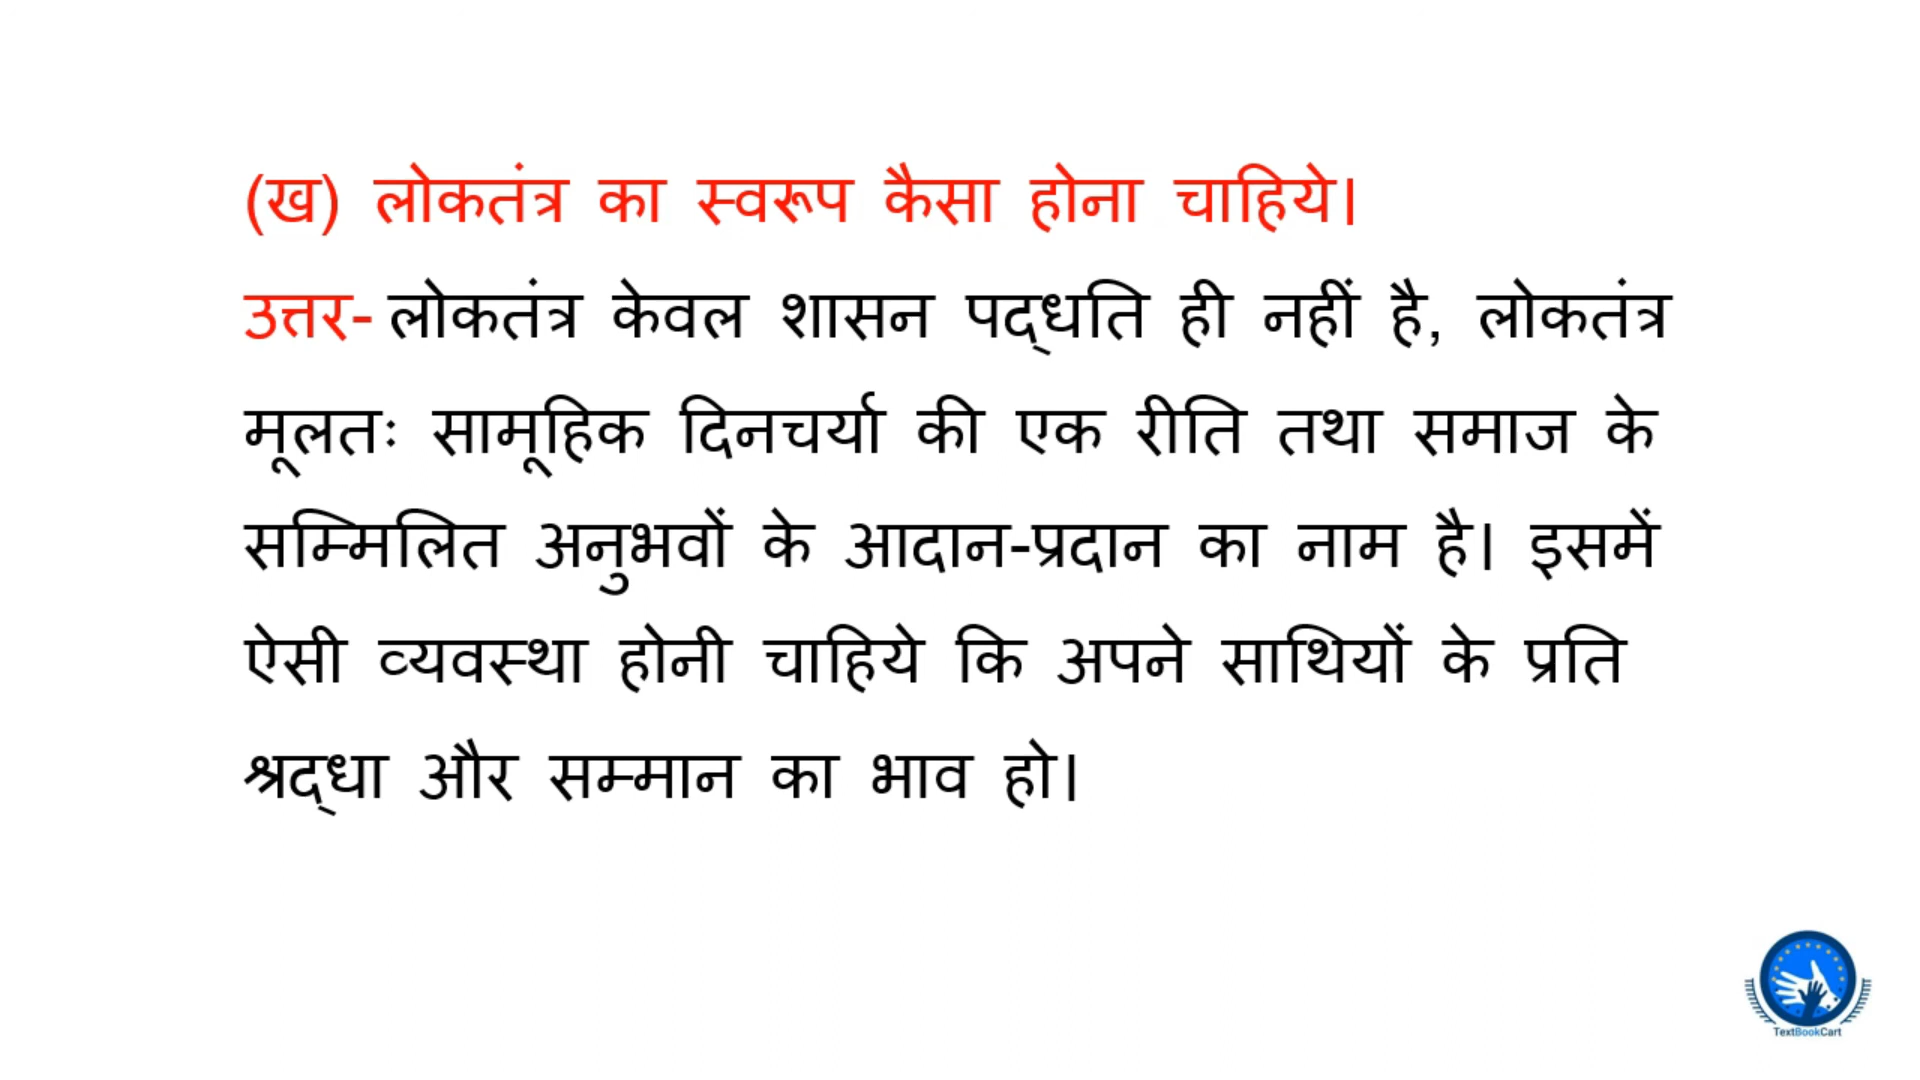 (ख) लोकतंत्र का स्वरूप कैसा होना चाहिये।
उत्तर- लोकतंत्र केवल शासन पद्धति ही नहीं है, लोकतंत्र
मूलतः सामूहिक दिनचर्या की एक रीति तथा समाज के
सम्मिलित अनुभवों के आदान-प्रदान का नाम है। इसमें
ऐसी व्यवस्था होनी चाहिये कि अपने साथियों के प्रति
श्रद्धा और सम्मान का भाव हो।
TextBookCart